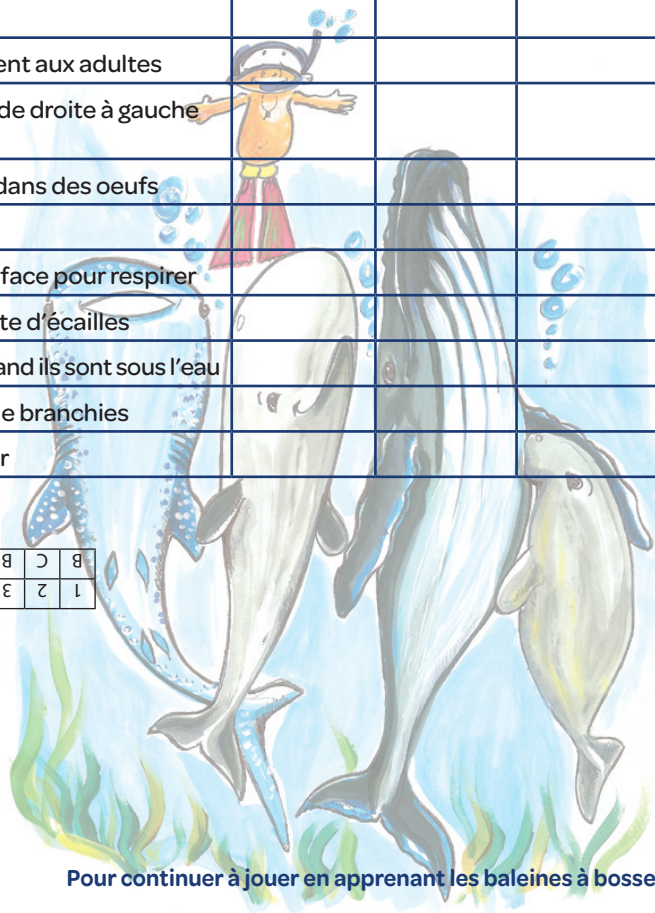 ent aux adultes
de droite à gauche
dans des oeufs
face pour respirer
te d'écailles
and ils sont sous l'eau
e branchies
r
B C B
3 2 1
Pour continuer à jouer en apprenant les baleines à bosse